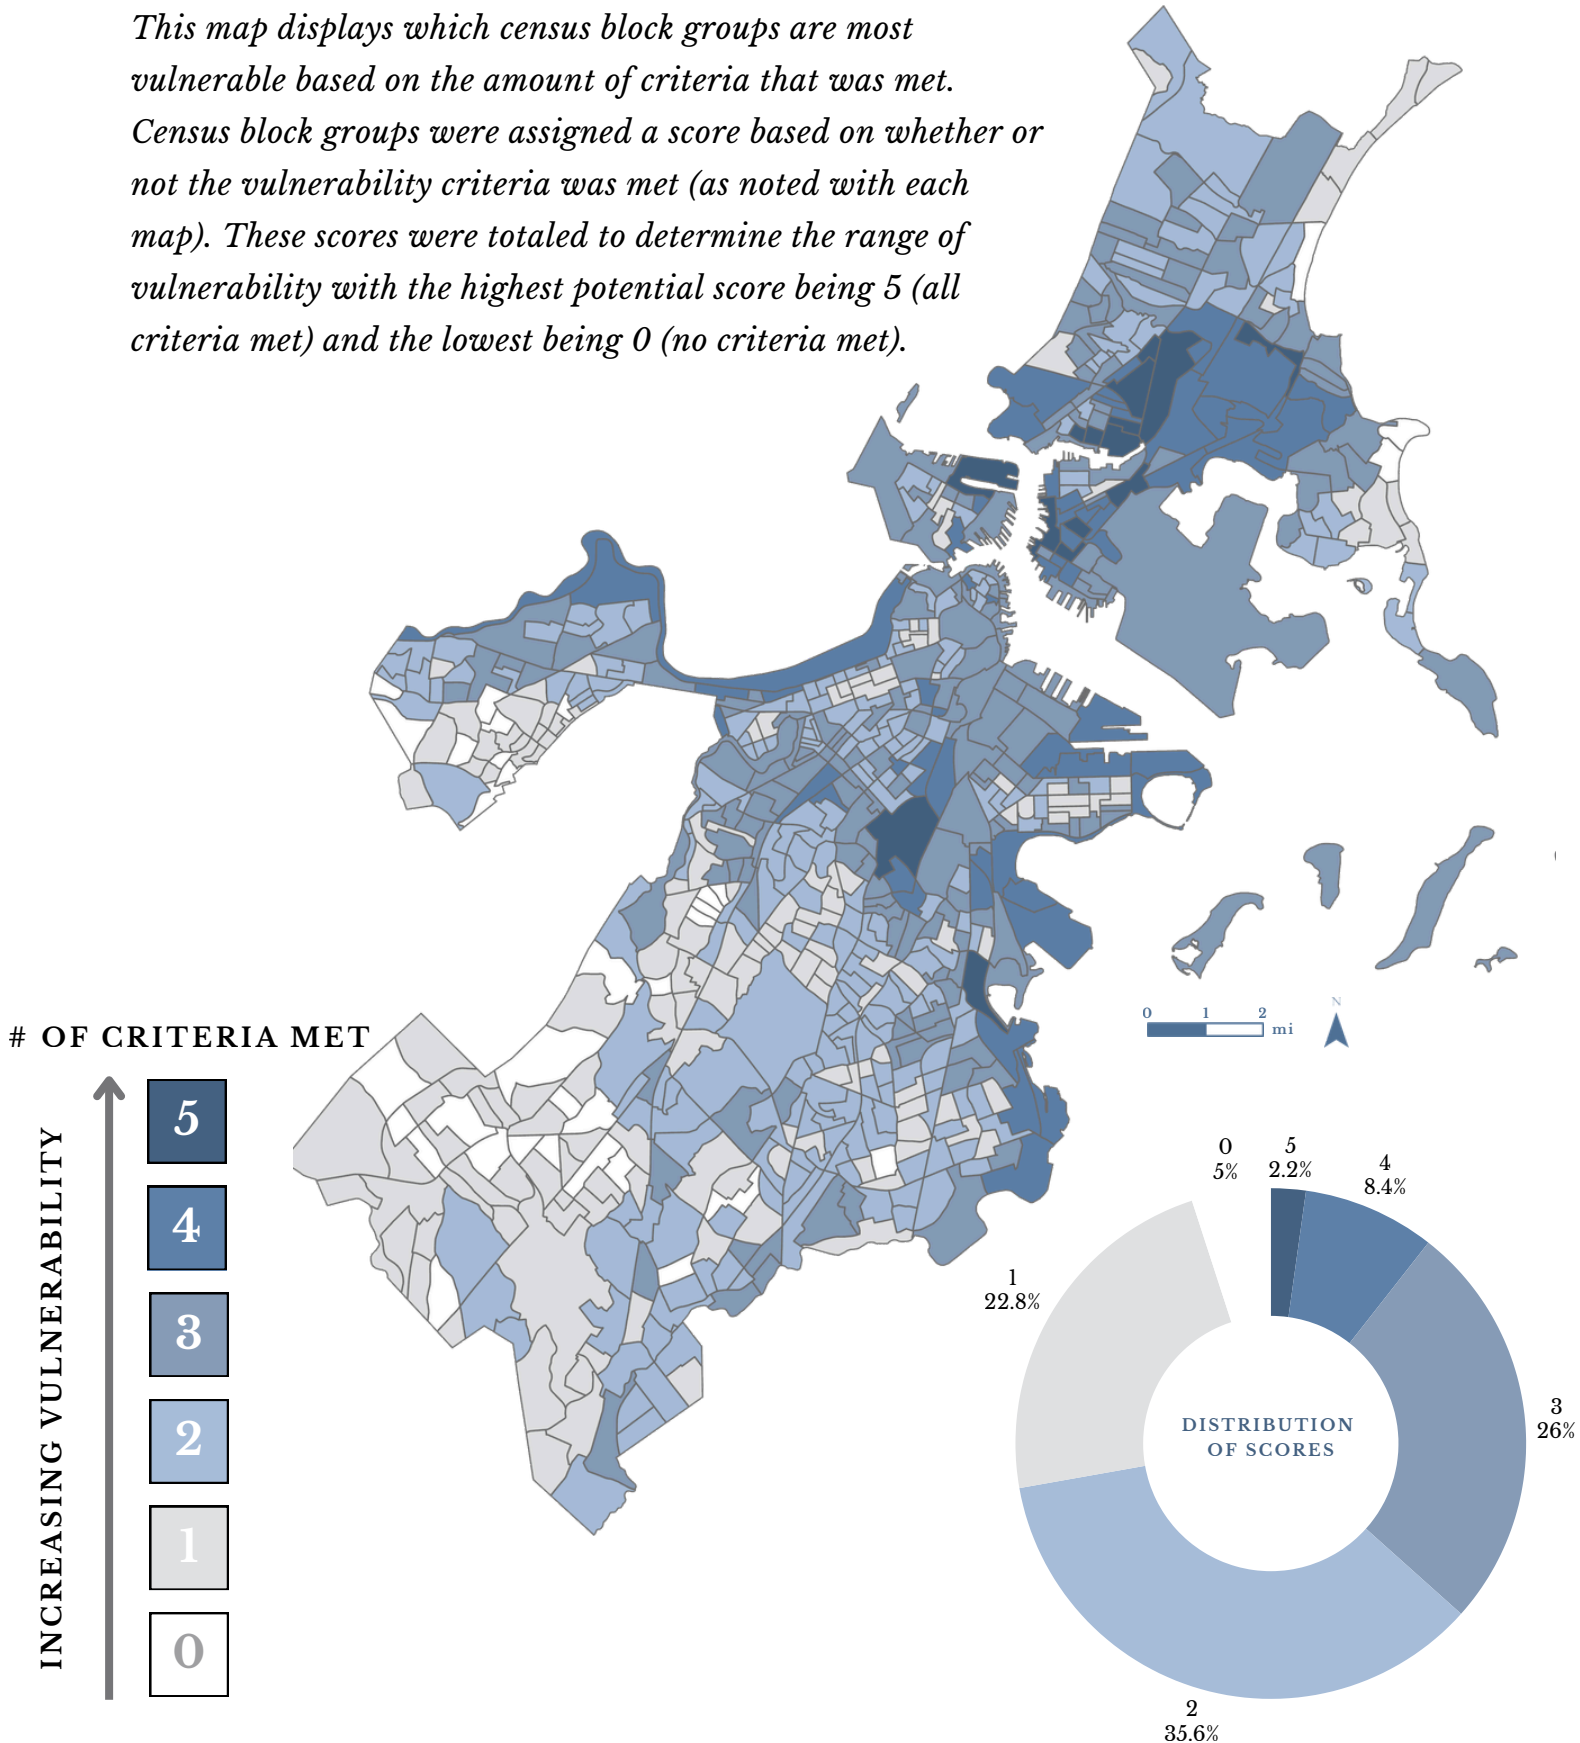 This map displays which census block groups are most
vulnerable based on the amount of criteria that was met.
Census block groups were assigned a score based on whether or
not the vulnerability criteria was met (as noted with each
map). These scores were totaled to determine the range of
vulnerability with the highest potential score being 5 (all
criteria met) and the lowest being 0 (no criteria met).
# OF CRITERIA MET
INCREASING VULNERABILITY
5
4
3
2
1
0
0 1 2 mi
N
0
5%
5
2.2%
4
8.4%
3
26%
2
35.6%
1
22.8%
DISTRIBUTION
OF SCORES